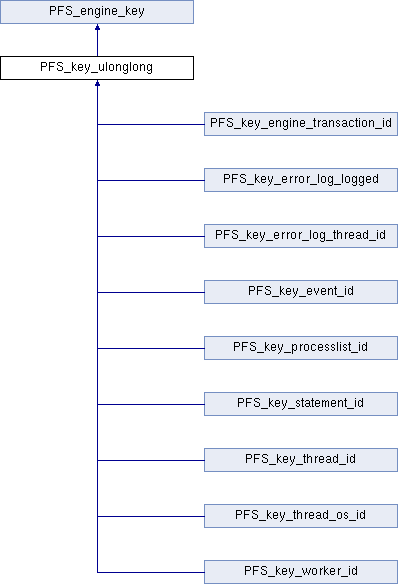 PFS_engine_key
PFS_key_ulonglong
PFS_key_engine_transaction_id
PFS_key_error_log_logged
PFS_key_error_log_thread_id
PFS_key_event_id
PFS_key_processlist_id
PFS_key_statement_id
PFS_key_thread_id
PFS_key_thread_os_id
PFS_key_worker_id